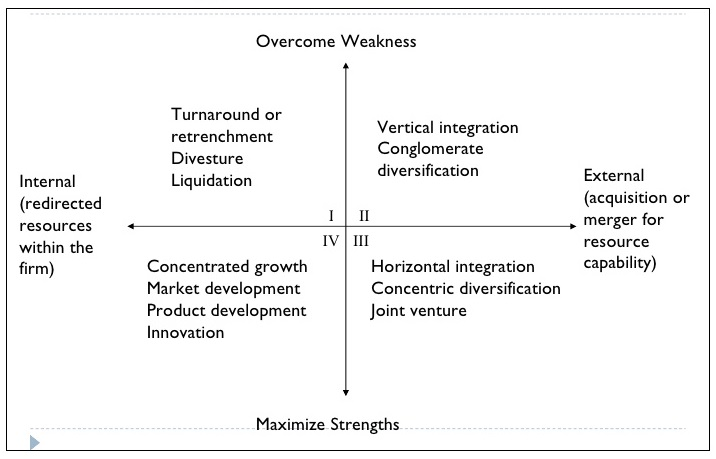 Overcome Weakness
Turnaround or
retrenchment
Divesture
Liquidation
Vertical integration
Conglomerate
diversification
Internal
(redirected
resources
within the
firm)
External
(acquisition or
merger for
resource
capability)
I II
IV III
Concentrated growth
Market development
Product development
Innovation
Horizontal integration
Concentric diversification
Joint venture
Maximize Strengths